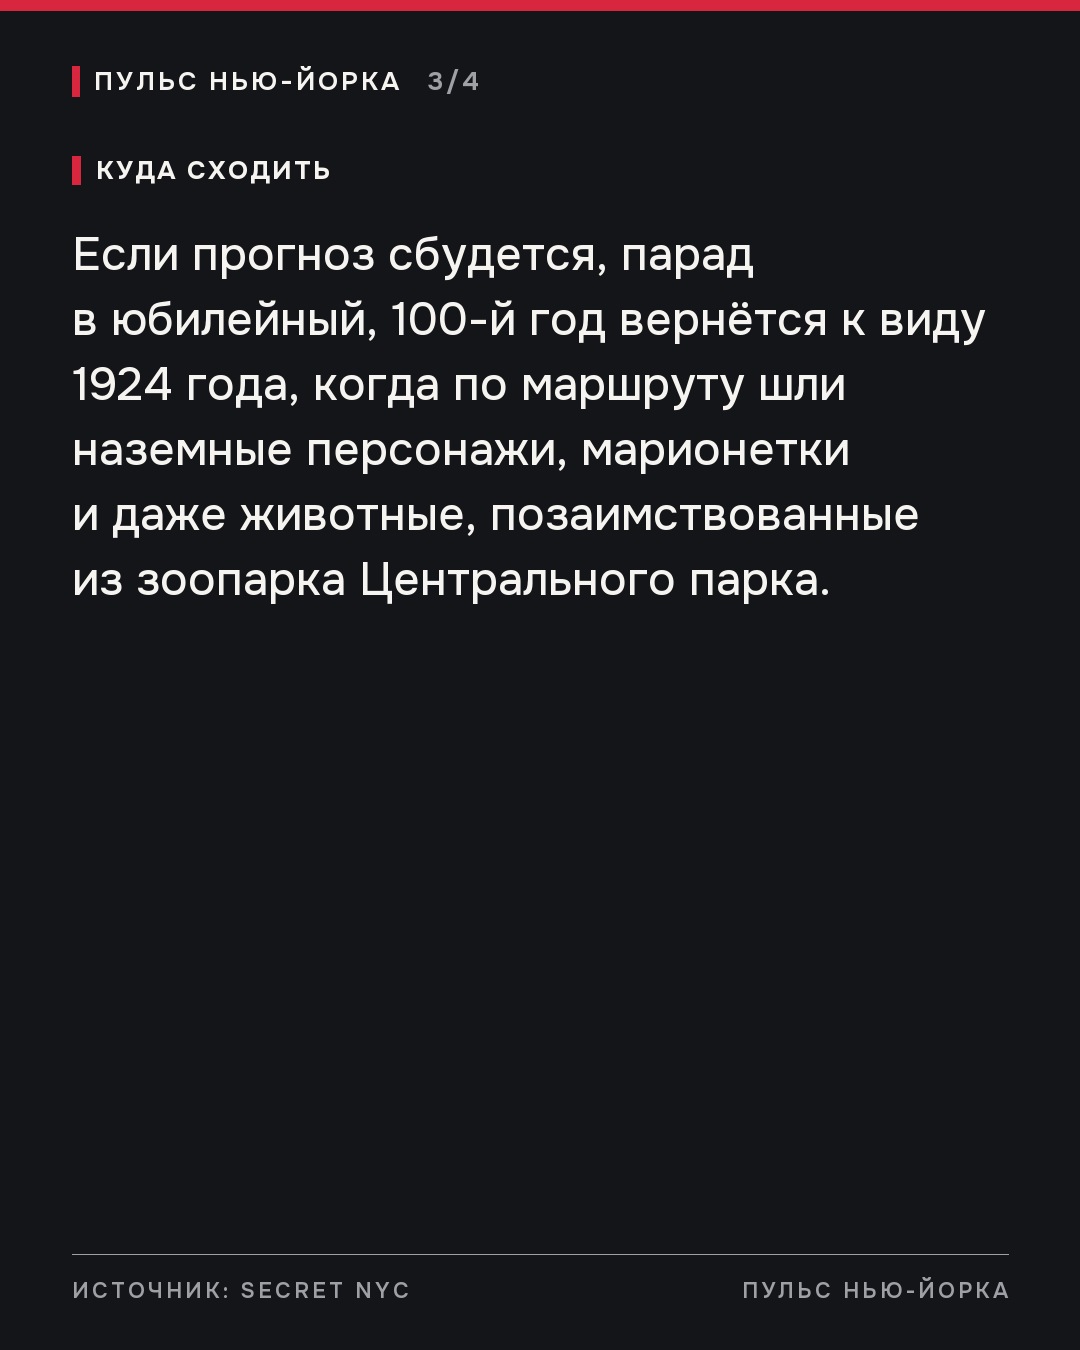 ПУЛЬС НЬЮ-ЙОРКА 3/4
КУДА СХОДИТЬ
Если прогноз сбудется, парад
в юбилейный, 100-й год вернётся к виду
1924 года, когда по маршруту шли
наземные персонажи, марионетки
и даже животные, позаимствованные
из зоопарка Центрального парка.
ИСТОЧНИК: SECRET NYC
ПУЛЬС НЬЮ-ЙОРКА